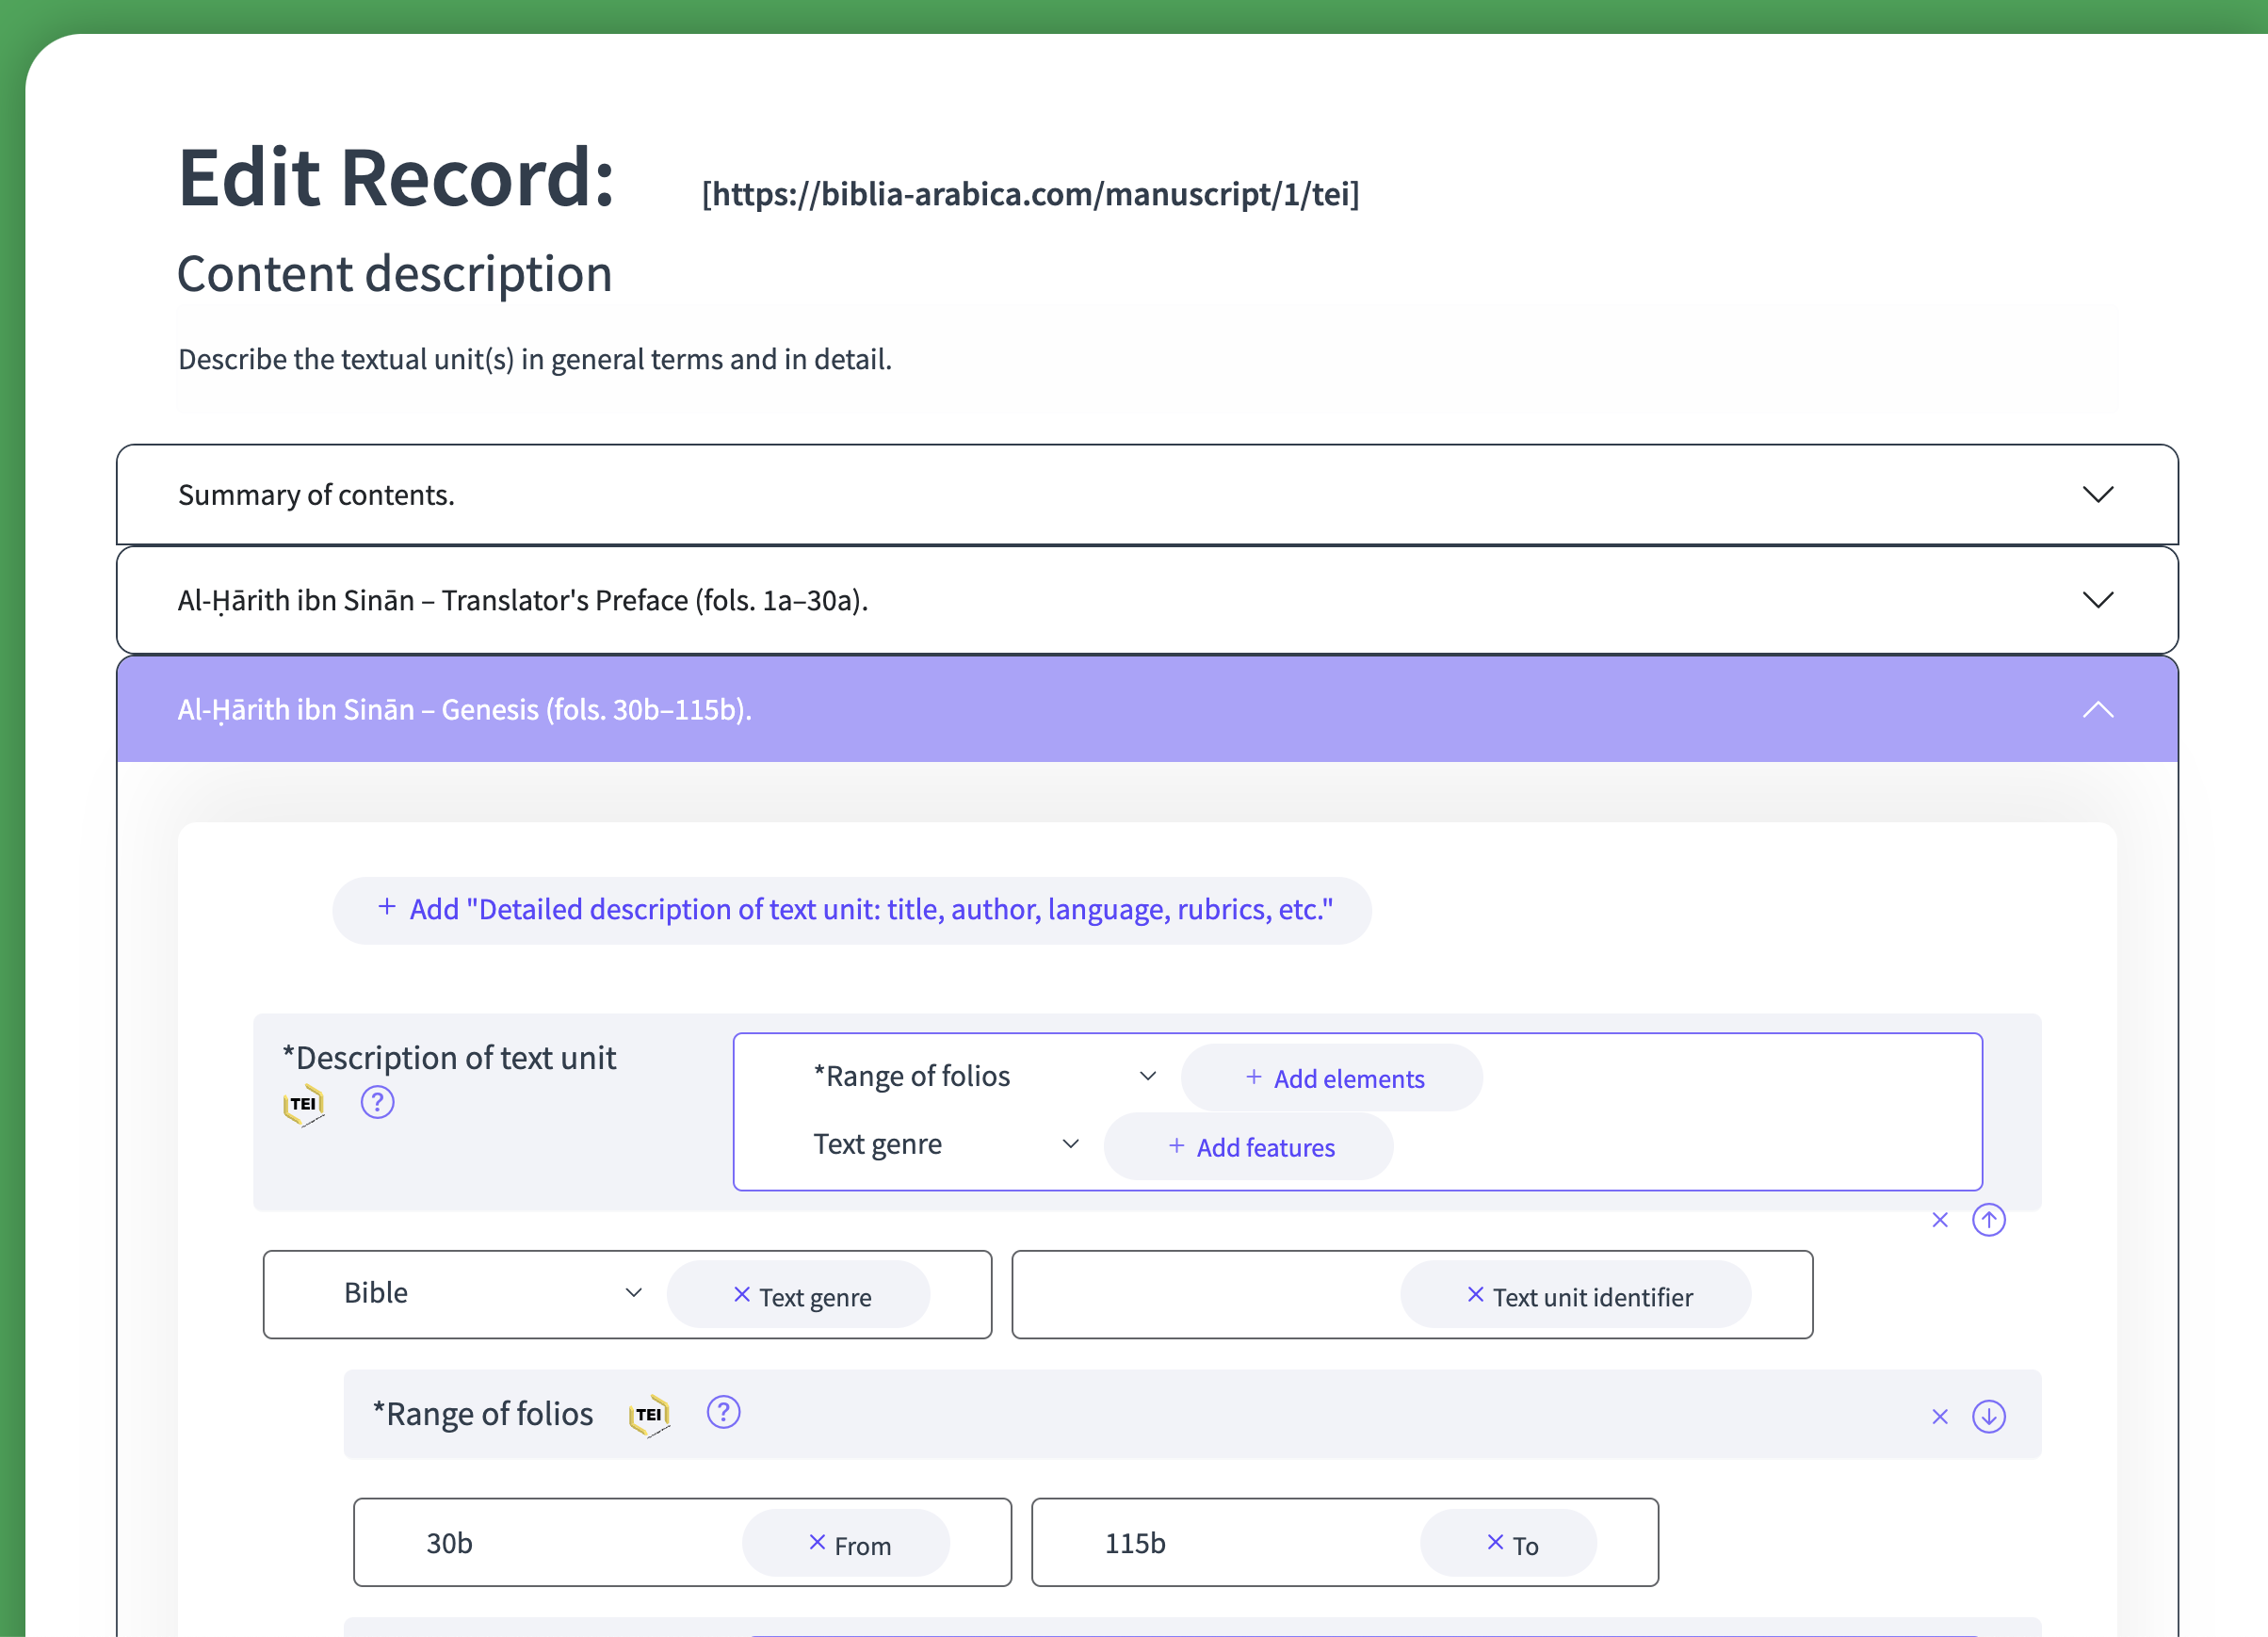 Edit Record: [https://biblia-arabica.com/manuscript/1/tei]
Content description
Describe the textual unit(s) in general terms and in detail.
Summary of contents.
Al-Ḥārith ibn Sinān – Translator's Preface (fols. 1a–30a).
Al-Ḥārith ibn Sinān – Genesis (fols. 30b–115b).
+ Add "Detailed description of text unit: title, author, language, rubrics, etc."
*Description of text unit
TEI ?
*Range of folios + Add elements
Text genre + Add features
Bible × Text genre × Text unit identifier
*Range of folios TEI ?
30b × From 115b × To